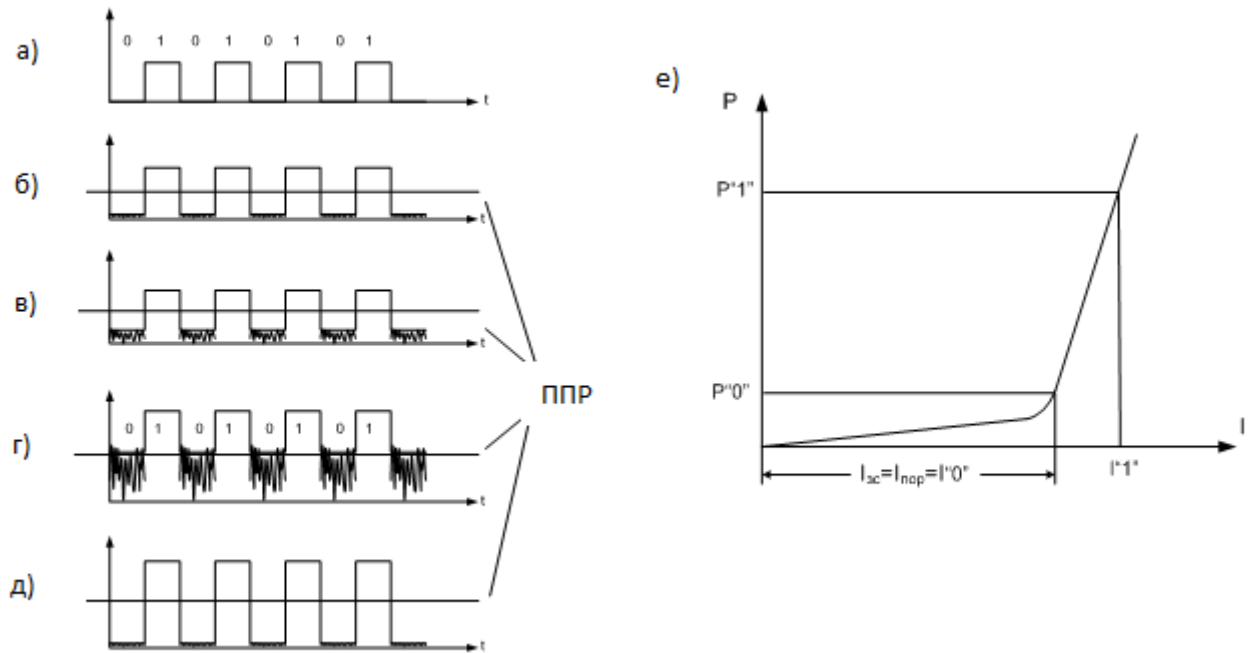 а)
0 1 0 1 0 1 0 1
t
б)
t
в)
t
ППР
г)
0 1 0 1 0 1 0 1
t
д)
t
е)
P
P"1"
P"0"
I
Iзс=Iпор=I"0"
I"1"